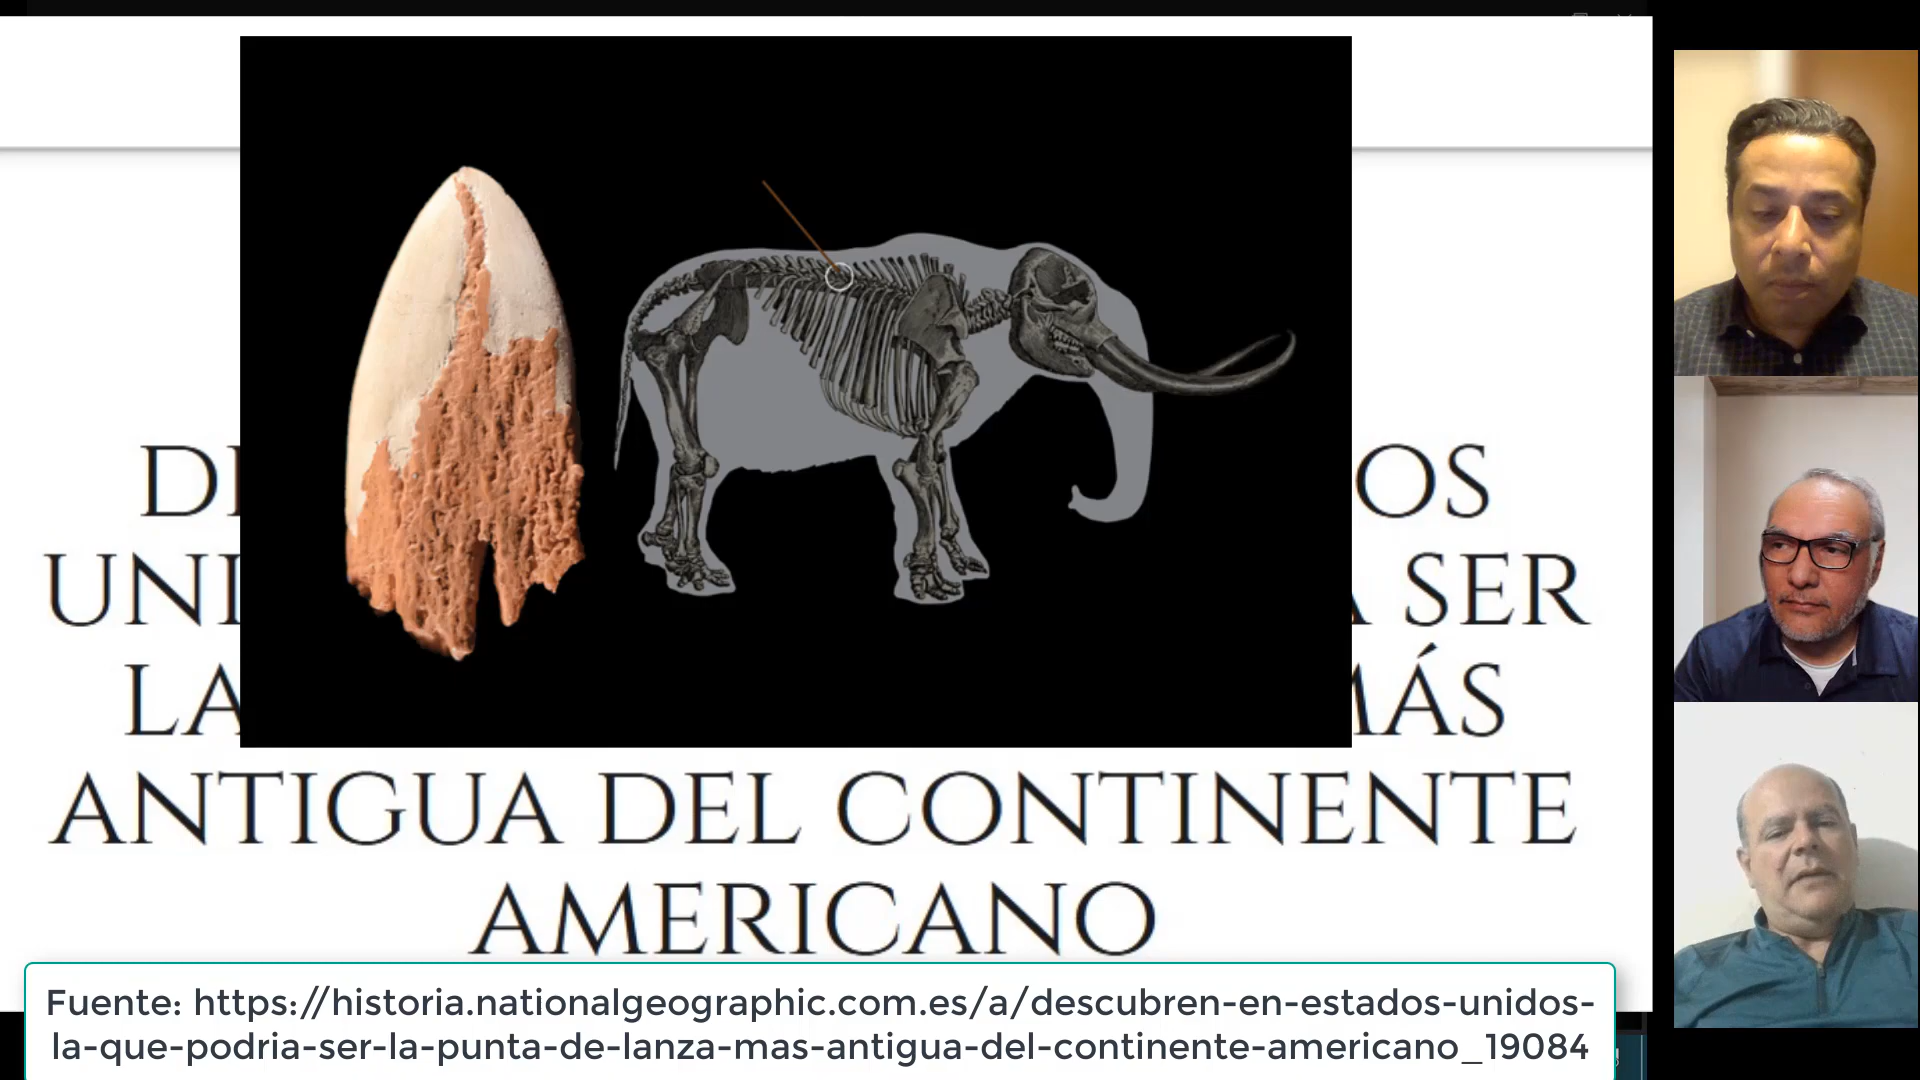 OS
UNI
SER
LA
MÁS
ANTIGUA DEL CONTINENTE
AMERICANO
Fuente: https://historia.nationalgeographic.com.es/a/descubren-en-estados-unidos-
la-que-podria-ser-la-punta-de-lanza-mas-antigua-del-continente-americano_19084